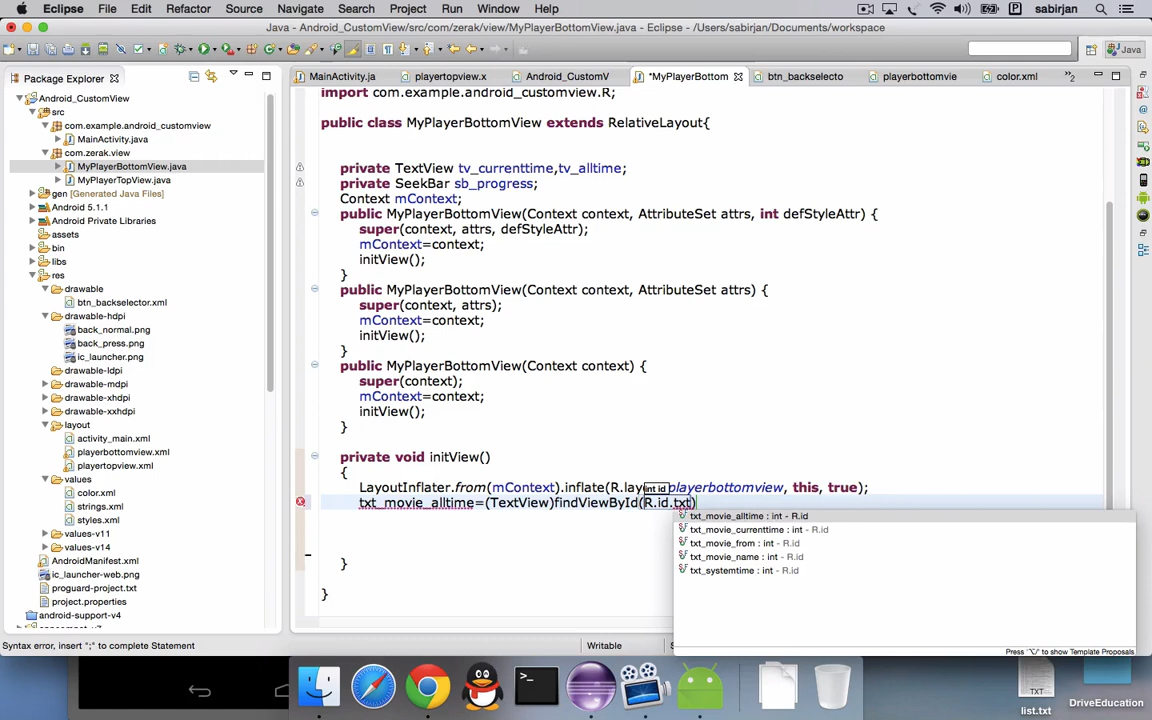 Eclipse File Edit Source Refactor Navigate Search Project Run Window Help sabirjan
Java - Android_CustomView/src/com/zerak/view/MyPlayerBottomView.java - Eclipse - /Users/sabirjan/Documents/workspace
Java
Package Explorer
MainActivity.ja playertopview.x Android_CustomV *MyPlayerBottom btn_backselecto playerbottomvie color.xml »2
Android_CustomView
src
com.example.android_customview
MainActivity.java
com.zerak.view
MyPlayerBottomView.java
MyPlayerTopView.java
gen [Generated Java Files]
Android 5.1.1
Android Private Libraries
assets
bin
libs
res
drawable
btn_backselector.xml
drawable-hdpi
back_normal.png
back_press.png
ic_launcher.png
drawable-ldpi
drawable-mdpi
drawable-xhdpi
drawable-xxhdpi
layout
activity_main.xml
playerbottomview.xml
playertopview.xml
values
color.xml
strings.xml
styles.xml
values-v11
values-v14
AndroidManifest.xml
ic_launcher-web.png
proguard-project.txt
project.properties
android-support-v4
import com.example.android_customview.R;
public class MyPlayerBottomView extends RelativeLayout{
private TextView tv_currenttime,tv_alltime;
private SeekBar sb_progress;
Context mContext;
public MyPlayerBottomView(Context context, AttributeSet attrs, int defStyleAttr) {
super(context, attrs, defStyleAttr);
mContext=context;
initView();
}
public MyPlayerBottomView(Context context, AttributeSet attrs) {
super(context, attrs);
mContext=context;
initView();
}
public MyPlayerBottomView(Context context) {
super(context);
mContext=context;
initView();
}
private void initView()
{
LayoutInflater.from(mContext).inflate(R.lay int id playerbottomview, this, true);
txt_movie_alltime=(TextView)findViewById(R.id.txt)
}
}
txt_movie_alltime : int - R.id
txt_movie_currenttime : int - R.id
txt_movie_from : int - R.id
txt_movie_name : int - R.id
txt_systemtime : int - R.id
Press '⌥/' to show Template Proposals
Syntax error, insert ";" to complete Statement
Writable
TXT
list.txt
DriveEducation